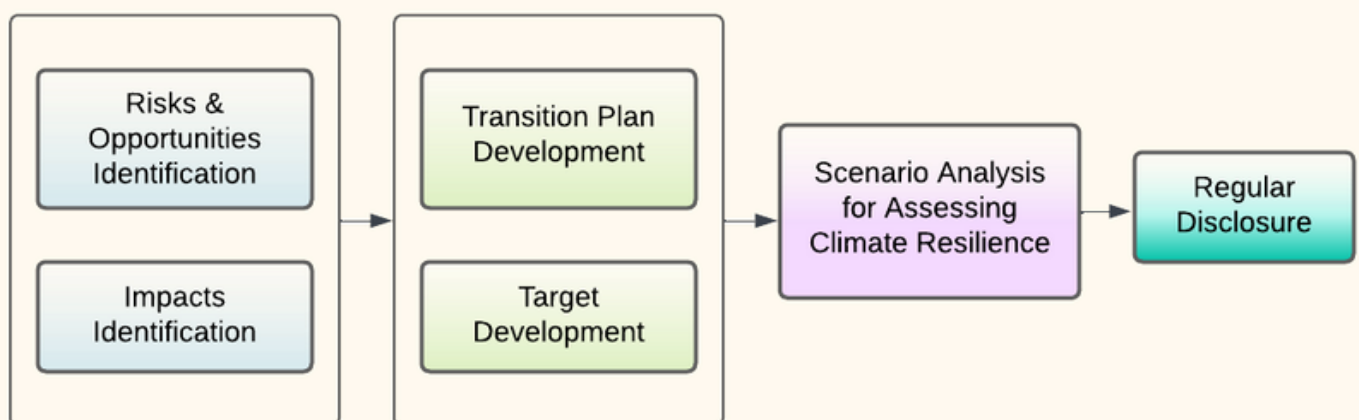 Risks &
Opportunities
Identification
Impacts
Identification
Transition Plan
Development
Target
Development
Scenario Analysis
for Assessing
Climate Resilience
Regular
Disclosure